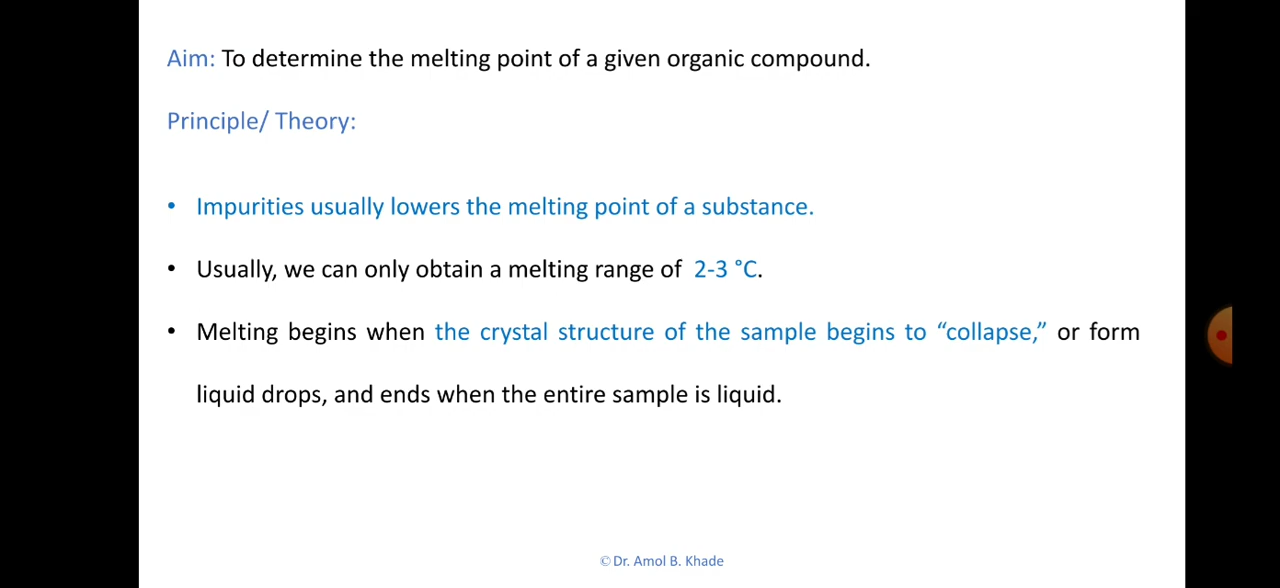 Aim: To determine the melting point of a given organic compound.
Principle/ Theory:
• Impurities usually lowers the melting point of a substance.
• Usually, we can only obtain a melting range of 2-3 °C.
• Melting begins when the crystal structure of the sample begins to “collapse,” or form
liquid drops, and ends when the entire sample is liquid.
© Dr. Amol B. Khade